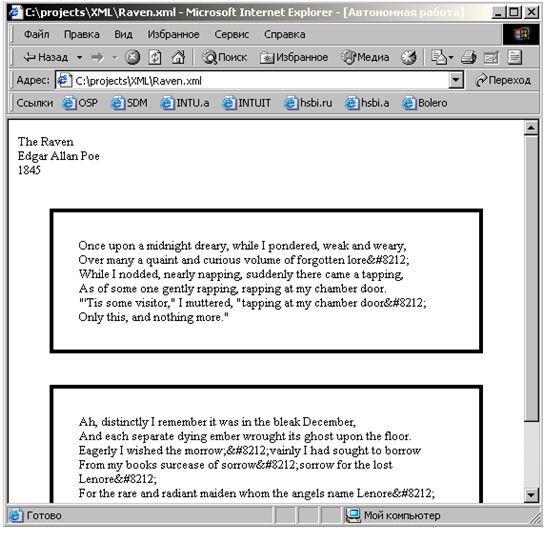 C:\projects\XML\Raven.xml - Microsoft Internet Explorer - [Автономная работа]
Файл Правка Вид Избранное Сервис Справка
Назад Поиск Избранное Медиа
Адрес: C:\projects\XML\Raven.xml Переход
Ссылки OSP SDM INTU.a INTUIT hsbi.ru hsbi.a Bolero
The Raven
Edgar Allan Poe
1845
Once upon a midnight dreary, while I pondered, weak and weary,
Over many a quaint and curious volume of forgotten lore&#8212;
While I nodded, nearly napping, suddenly there came a tapping,
As of some one gently rapping, rapping at my chamber door.
"'Tis some visitor," I muttered, "tapping at my chamber door&#8212;
Only this, and nothing more."
Ah, distinctly I remember it was in the bleak December,
And each separate dying ember wrought its ghost upon the floor.
Eagerly I wished the morrow;&#8212;vainly I had sought to borrow
From my books surcease of sorrow&#8212;sorrow for the lost
Lenore&#8212;
For the rare and radiant maiden whom the angels name Lenore&#8212;
Готово Мой компьютер